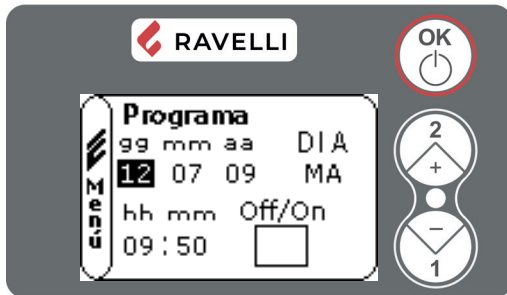 RAVELLI
OK
Programa
gg mm aa DIA
12 07 09 MA
Menú
hh mm Off/On
09:50
2
+
−
1